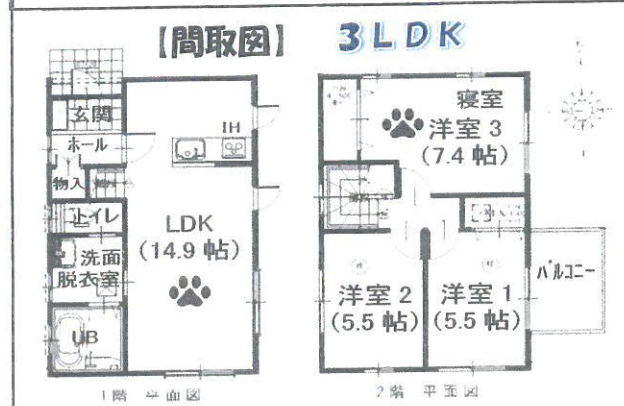 【間取図】 3LDK
玄関
ホール
物入
トイレ
洗面
脱衣室
UB
IH
LDK
(14.9 帖)
1階 平面図
寝室
洋室 3
(7.4 帖)
洋室 2
(5.5 帖)
洋室 1
(5.5 帖)
バルコニー
2階 平面図